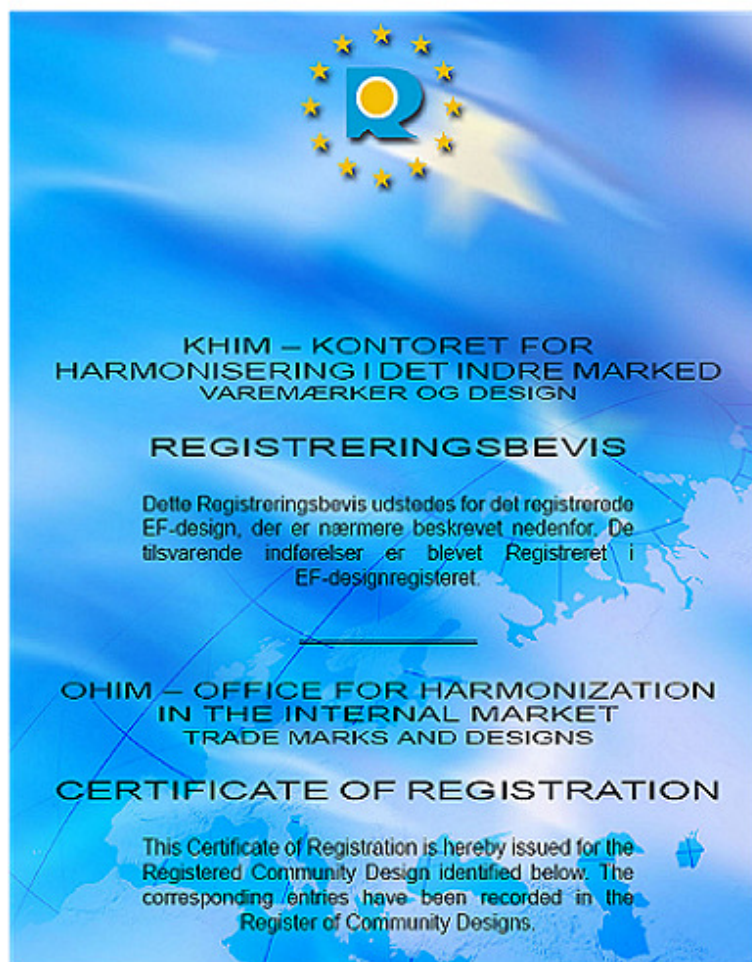 KHIM – KONTORET FOR
HARMONISERING I DET INDRE MARKED
VAREMÆRKER OG DESIGN
REGISTRERINGSBEVIS
Dette Registreringsbevis udstedes for det registrerede
EF-design, der er nærmere beskrevet nedenfor. De
tilsvarende indførelser er blevet Registreret i
EF-designregisteret.
OHIM – OFFICE FOR HARMONIZATION
IN THE INTERNAL MARKET
TRADE MARKS AND DESIGNS
CERTIFICATE OF REGISTRATION
This Certificate of Registration is hereby issued for the
Registered Community Design identified below. The
corresponding entries have been recorded in the
Register of Community Designs.